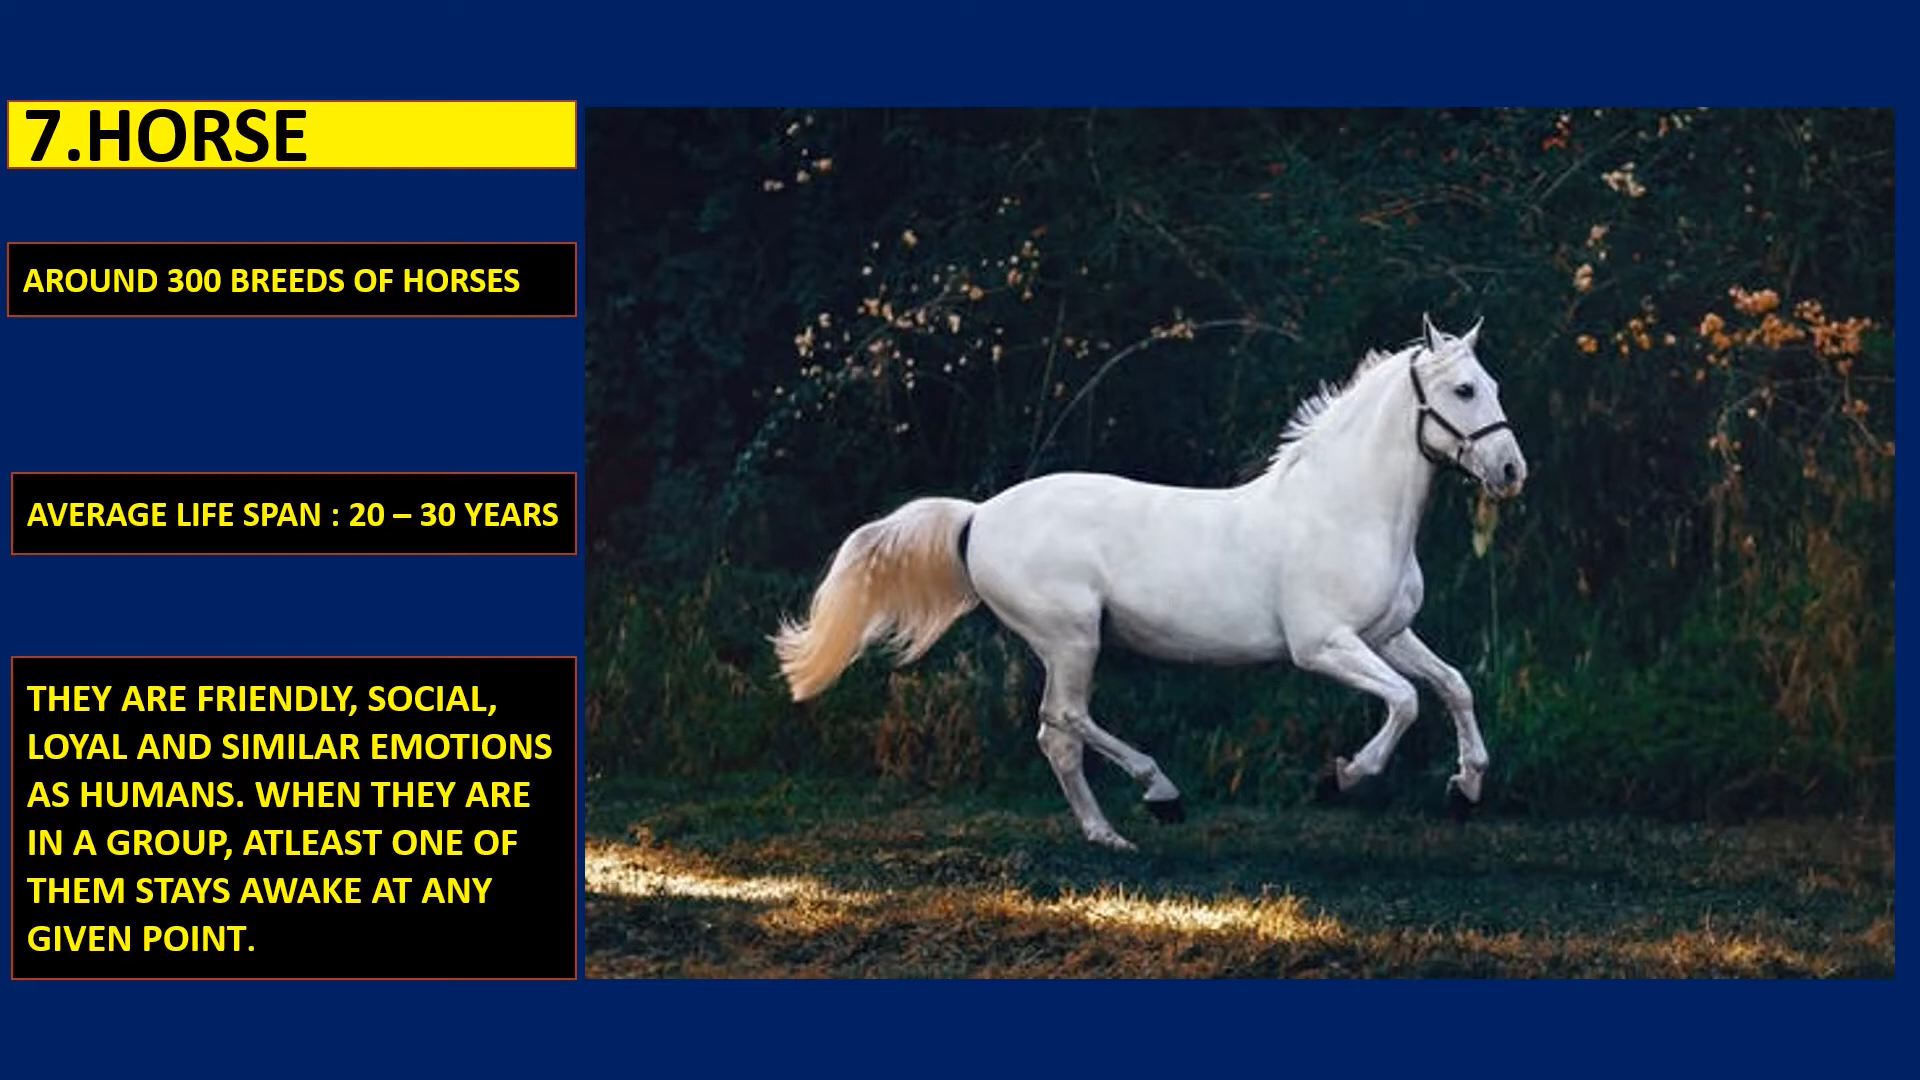 7.HORSE
AROUND 300 BREEDS OF HORSES
AVERAGE LIFE SPAN : 20 – 30 YEARS
THEY ARE FRIENDLY, SOCIAL,
LOYAL AND SIMILAR EMOTIONS
AS HUMANS. WHEN THEY ARE
IN A GROUP, ATLEAST ONE OF
THEM STAYS AWAKE AT ANY
GIVEN POINT.